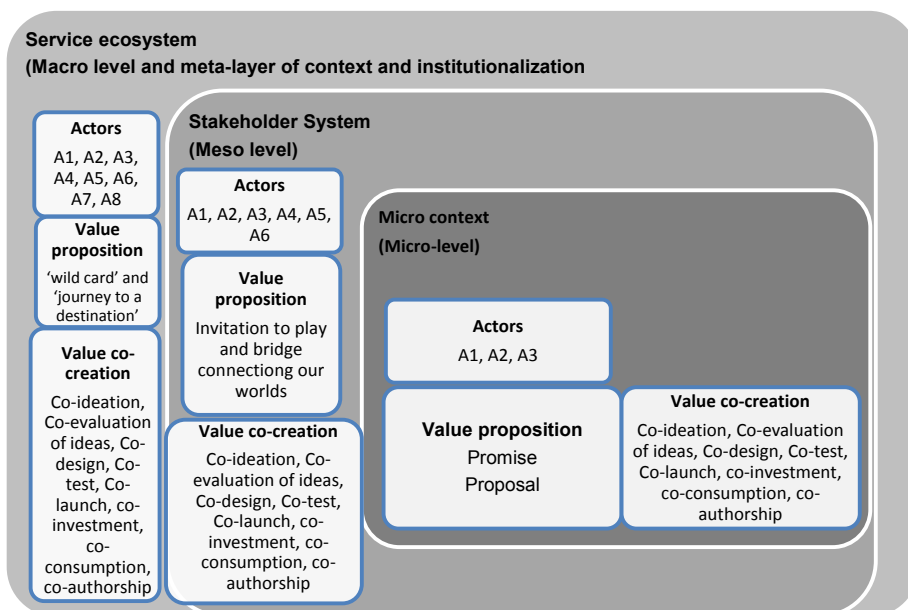 Service ecosystem
(Macro level and meta-layer of context and institutionalization
Actors
A1, A2, A3,
A4, A5, A6,
A7, A8
Value
proposition
‘wild card’ and
‘journey to a
destination’
Value co-
creation
Co-ideation,
Co-evaluation
of ideas, Co-
design, Co-
test, Co-
launch, co-
investment,
co-
consumption,
co-authorship
Stakeholder System
(Meso level)
Actors
A1, A2, A3, A4, A5,
A6
Value
proposition
Invitation to play
and bridge
connectiong our
worlds
Value co-creation
Co-ideation, Co-
evaluation of ideas,
Co-design, Co-test,
Co-launch, co-
investment, co-
consumption, co-
authorship
Micro context
(Micro-level)
Actors
A1, A2, A3
Value proposition
Promise
Proposal
Value co-creation
Co-ideation, Co-evaluation
of ideas, Co-design, Co-test,
Co-launch, co-investment,
co-consumption, co-
authorship